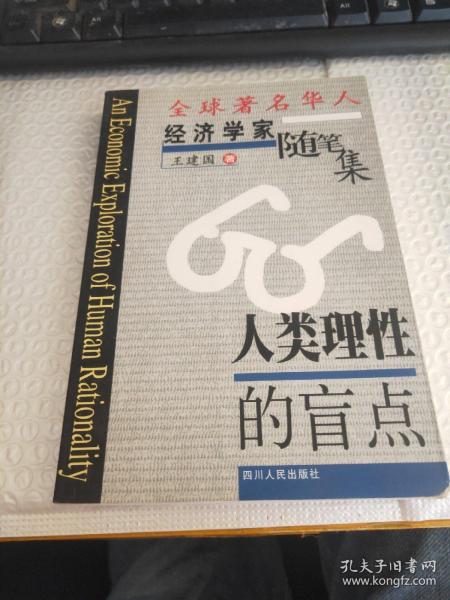 全球著名华人
经济学家
随笔集
王建国 著
An Economic Exploration of Human Rationality
人类理性
的盲点
四川人民出版社
孔夫子旧书网
www.kongfz.com